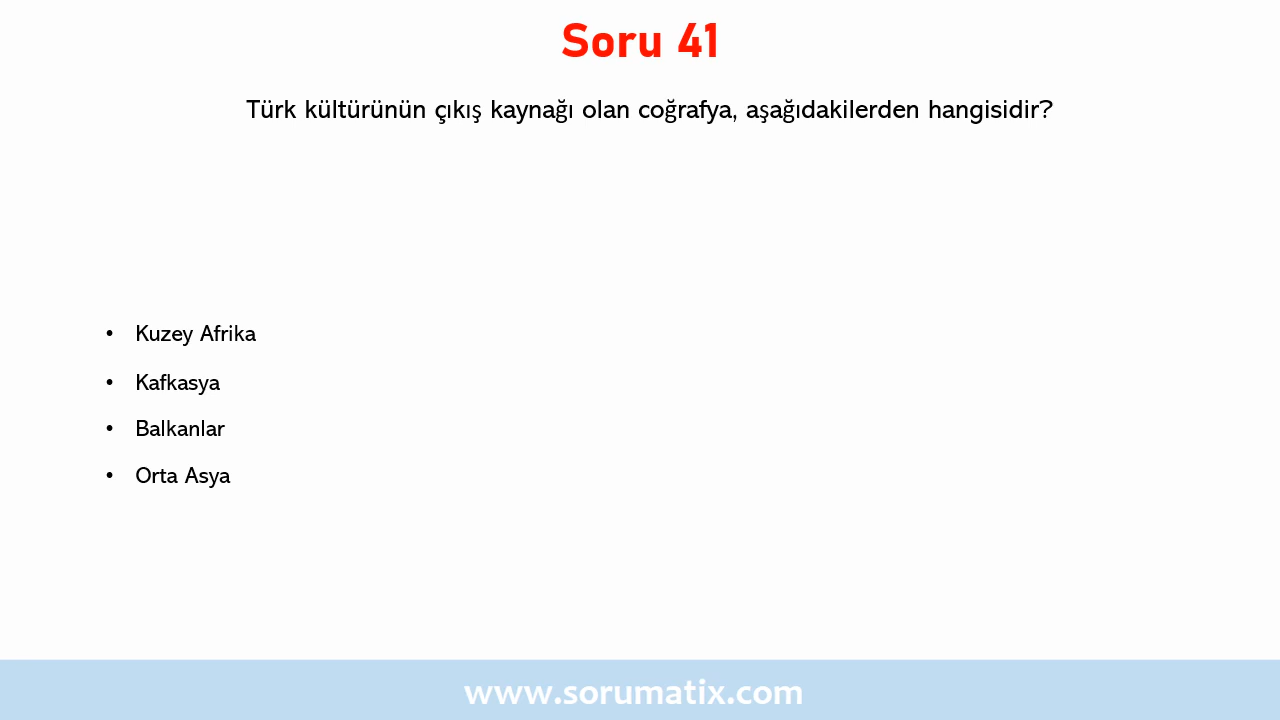 Soru 41
Türk kültürünün çıkış kaynağı olan coğrafya, aşağıdakilerden hangisidir?
• Kuzey Afrika
• Kafkasya
• Balkanlar
• Orta Asya
www.sorumatix.com